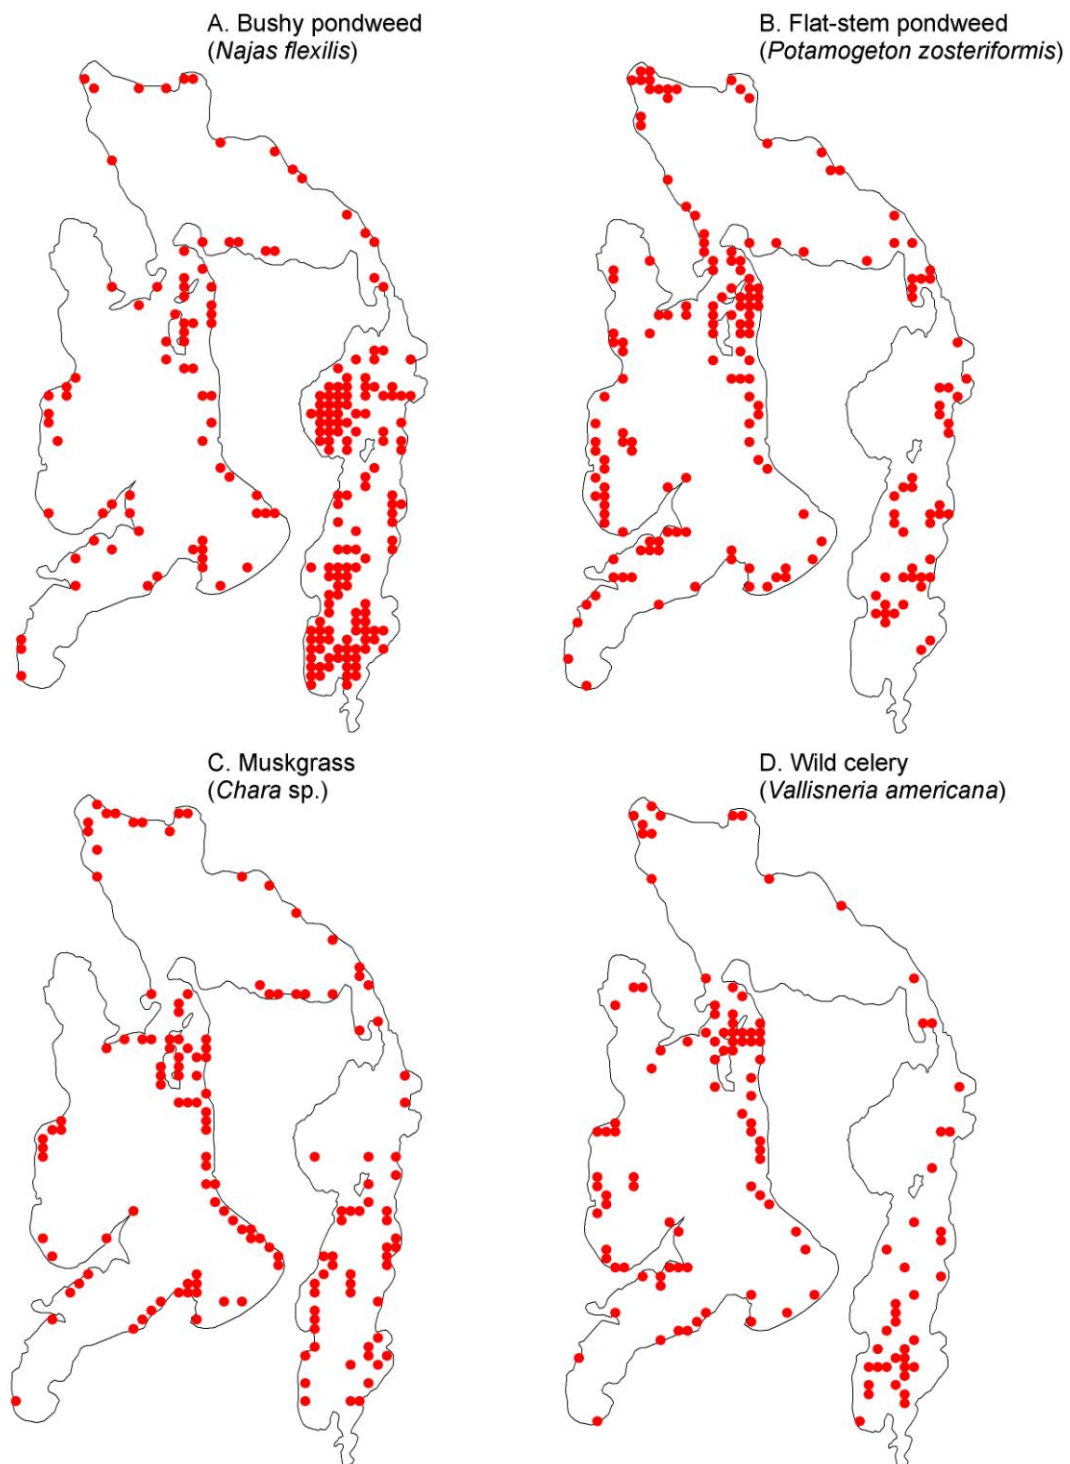 A. Bushy pondweed
(Najas flexilis)
B. Flat-stem pondweed
(Potamogeton zosteriformis)
C. Muskgrass
(Chara sp.)
D. Wild celery
(Vallisneria americana)